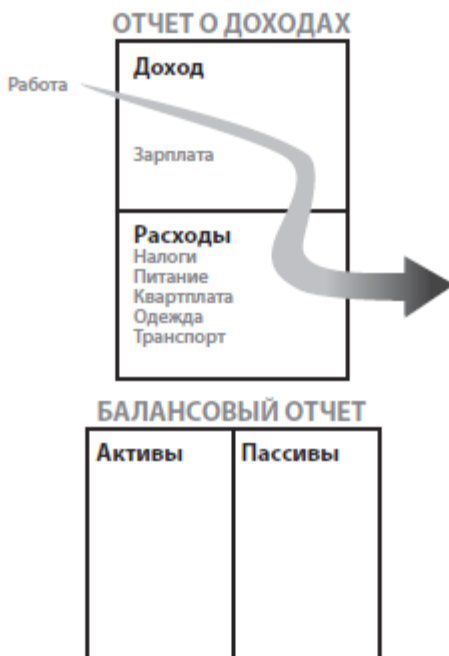 ОТЧЕТ О ДОХОДАХ
Работа
Доход
Зарплата
Расходы
Налоги
Питание
Квартплата
Одежда
Транспорт
БАЛАНСОВЫЙ ОТЧЕТ
Активы
Пассивы